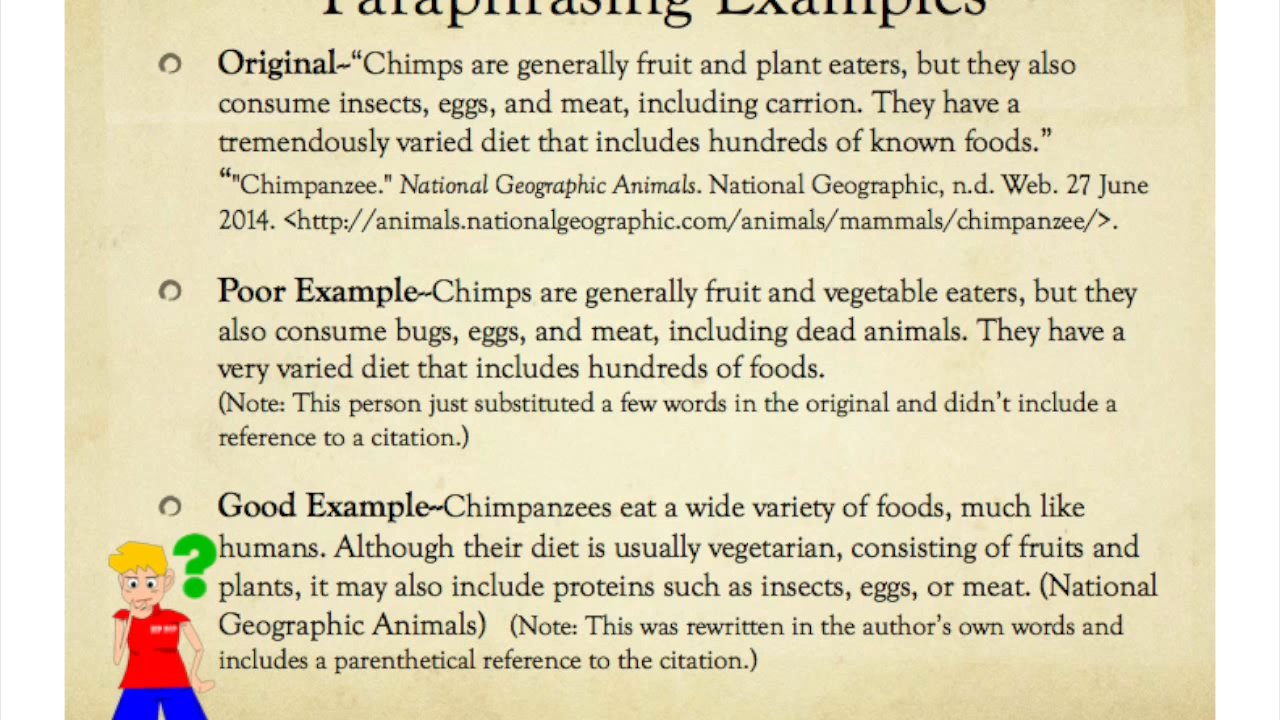 Paraphrasing Examples
Original~“Chimps are generally fruit and plant eaters, but they also
consume insects, eggs, and meat, including carrion. They have a
tremendously varied diet that includes hundreds of known foods.”
“"Chimpanzee." National Geographic Animals. National Geographic, n.d. Web. 27 June
2014. <http://animals.nationalgeographic.com/animals/mammals/chimpanzee/>.
Poor Example~Chimps are generally fruit and vegetable eaters, but they
also consume bugs, eggs, and meat, including dead animals. They have a
very varied diet that includes hundreds of foods.
(Note: This person just substituted a few words in the original and didn’t include a
reference to a citation.)
Good Example~Chimpanzees eat a wide variety of foods, much like
humans. Although their diet is usually vegetarian, consisting of fruits and
plants, it may also include proteins such as insects, eggs, or meat. (National
Geographic Animals) (Note: This was rewritten in the author’s own words and
includes a parenthetical reference to the citation.)